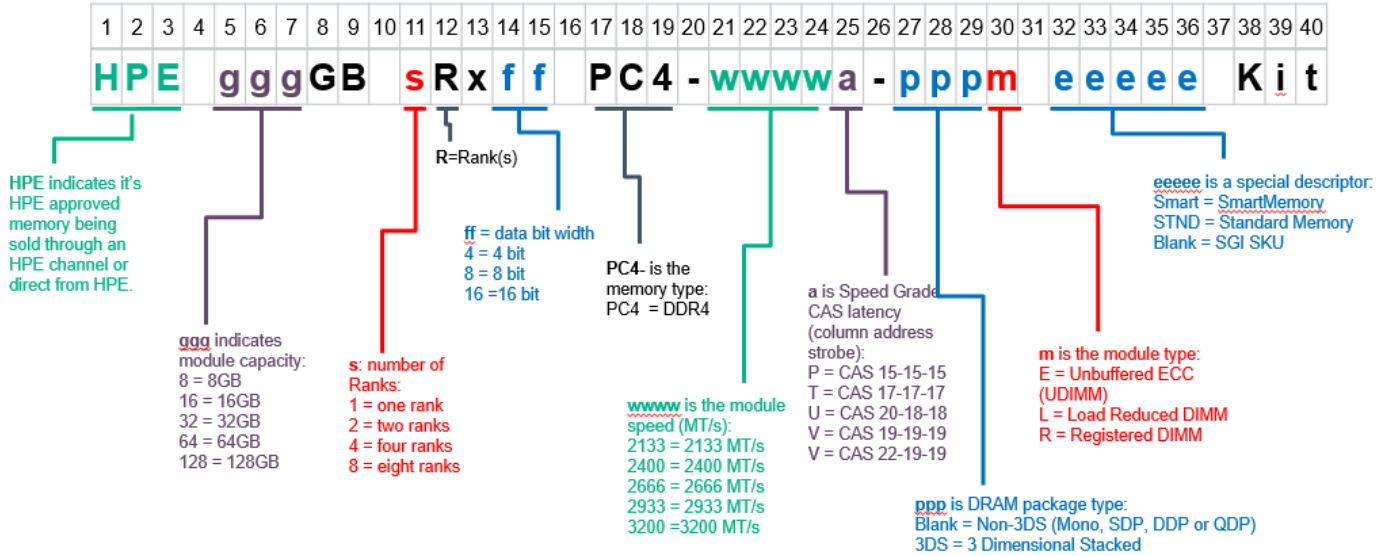 1 2 3 4 5 6 7 8 9 10 11 12 13 14 15 16 17 18 19 20 21 22 23 24 25 26 27 28 29 30 31 32 33 34 35 36 37 38 39 40
HPE gggGB sRxff PC4-wwwwa-pppm eeeee Kit
R=Rank(s)
HPE indicates it's
HPE approved
memory being
sold through an
HPE channel or
direct from HPE.
ggg indicates
module capacity:
8 = 8GB
16 = 16GB
32 = 32GB
64 = 64GB
128 = 128GB
s: number of
Ranks:
1 = one rank
2 = two ranks
4 = four ranks
8 = eight ranks
ff = data bit width
4 = 4 bit
8 = 8 bit
16 =16 bit
PC4- is the
memory type:
PC4 = DDR4
wwww is the module
speed (MT/s):
2133 = 2133 MT/s
2400 = 2400 MT/s
2666 = 2666 MT/s
2933 = 2933 MT/s
3200 =3200 MT/s
a is Speed Grade
CAS latency
(column address
strobe):
P = CAS 15-15-15
T = CAS 17-17-17
U = CAS 20-18-18
V = CAS 19-19-19
V = CAS 22-19-19
ppp is DRAM package type:
Blank = Non-3DS (Mono, SDP, DDP or QDP)
3DS = 3 Dimensional Stacked
m is the module type:
E = Unbuffered ECC
(UDIMM)
L = Load Reduced DIMM
R = Registered DIMM
eeeee is a special descriptor:
Smart = SmartMemory
STND = Standard Memory
Blank = SGI SKU